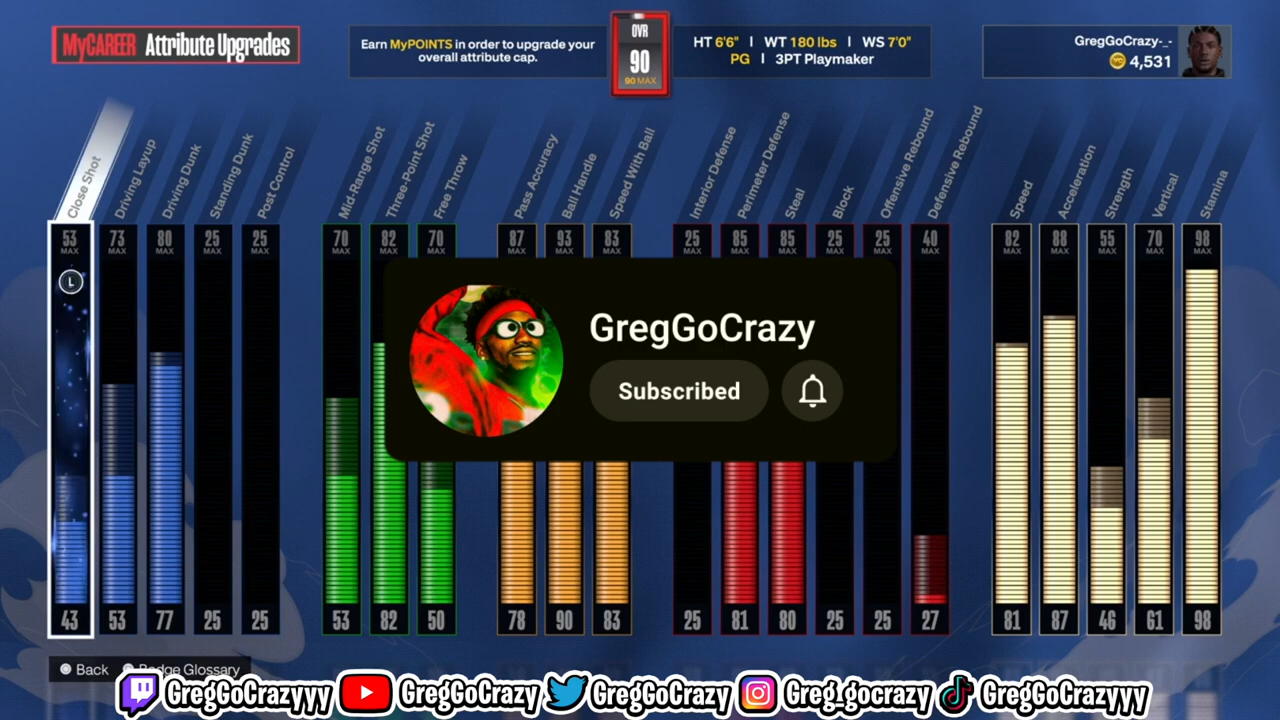 MyCAREER Attribute Upgrades
Earn MyPOINTS in order to upgrade your
overall attribute cap.
OVR
90
90 MAX
HT 6'6" | WT 180 lbs | WS 7'0"
PG | 3PT Playmaker
GregGoCrazy-_-
VC 4,531
Close Shot
Driving Layup
Driving Dunk
Standing Dunk
Post Control
Mid-Range Shot
Three-Point Shot
Free Throw
Pass Accuracy
Ball Handle
Speed With Ball
Interior Defense
Perimeter Defense
Steal
Block
Offensive Rebound
Defensive Rebound
Speed
Acceleration
Strength
Vertical
Stamina
53 73 80 25 25 70 82 70 87 93 83 25 85 85 25 25 40 82 88 55 70 98
MAX MAX MAX MAX MAX MAX MAX MAX MAX MAX MAX MAX MAX MAX MAX MAX MAX MAX MAX MAX MAX MAX
L
GregGoCrazy
Subscribed
43 53 77 25 25 53 82 50 78 90 83 25 81 80 25 25 27 81 87 46 61 98
Back Badge Glossary
GregGoCrazyyy GregGoCrazy GregGoCrazy Greg_gocrazy GregGoCrazyyy